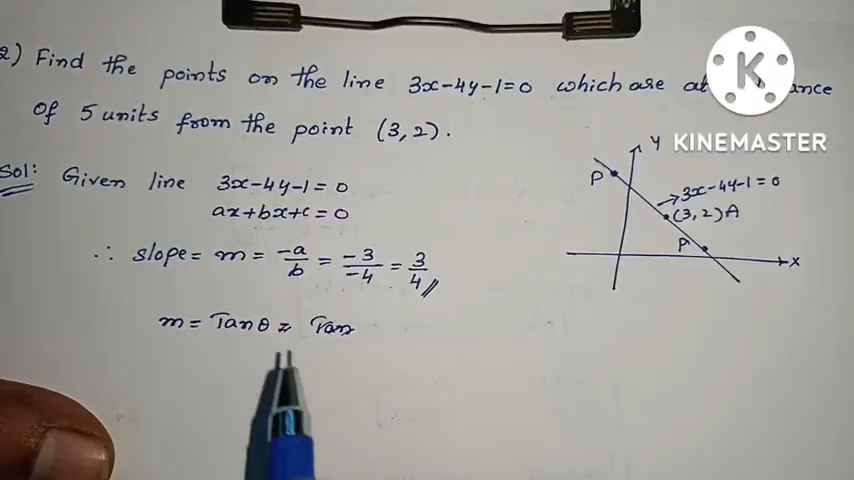 2) Find the points on the line 3x-4y-1=0 which are at ance
of 5 units from the point (3,2).
Sol: Given line 3x-4y-1=0
ax+bx+c=0
∴ slope = m = -a/b = -3/-4 = 3/4 //
m = Tanθ = Tan
K
KINEMASTER
Y
P
3x-4y-1=0
(3,2) A
P
X